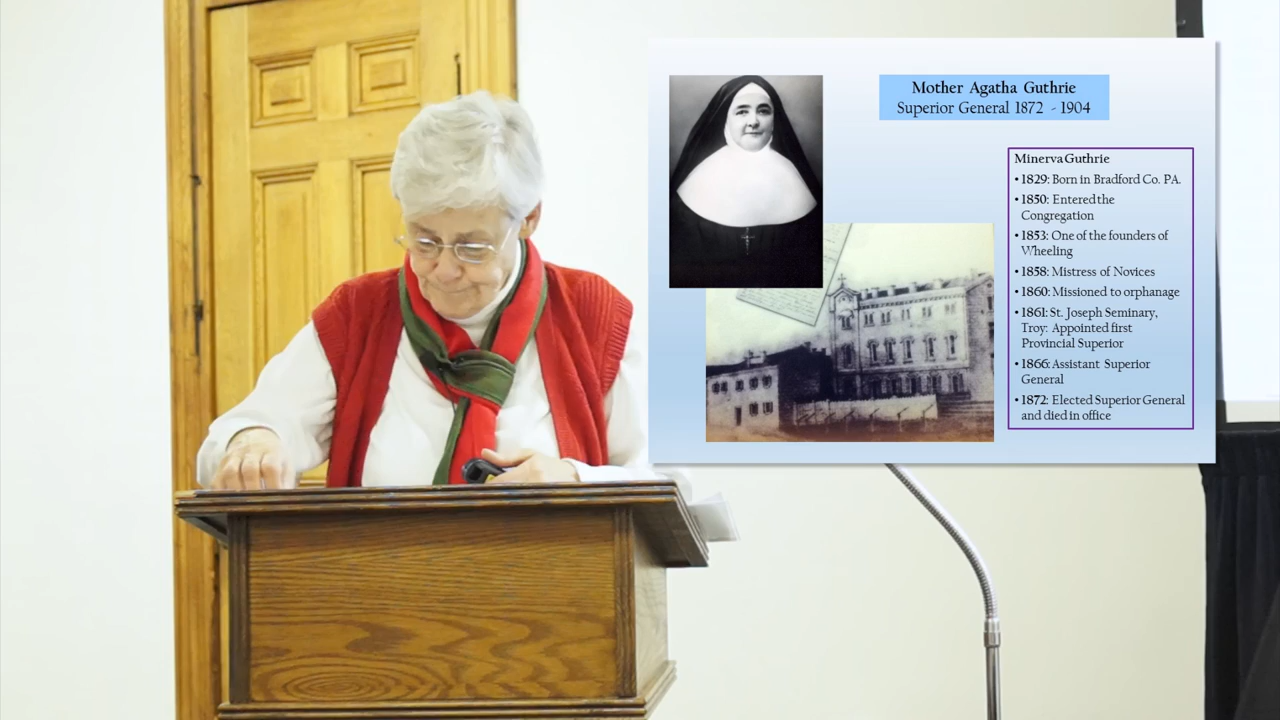 Mother Agatha Guthrie
Superior General 1872 - 1904
Minerva Guthrie
• 1829: Born in Bradford Co. PA.
• 1850: Entered the
Congregation
• 1853: One of the founders of
Wheeling
• 1858: Mistress of Novices
• 1860: Missioned to orphanage
• 1861: St. Joseph Seminary,
Troy: Appointed first
Provincial Superior
• 1866: Assistant Superior
General
• 1872: Elected Superior General
and died in office